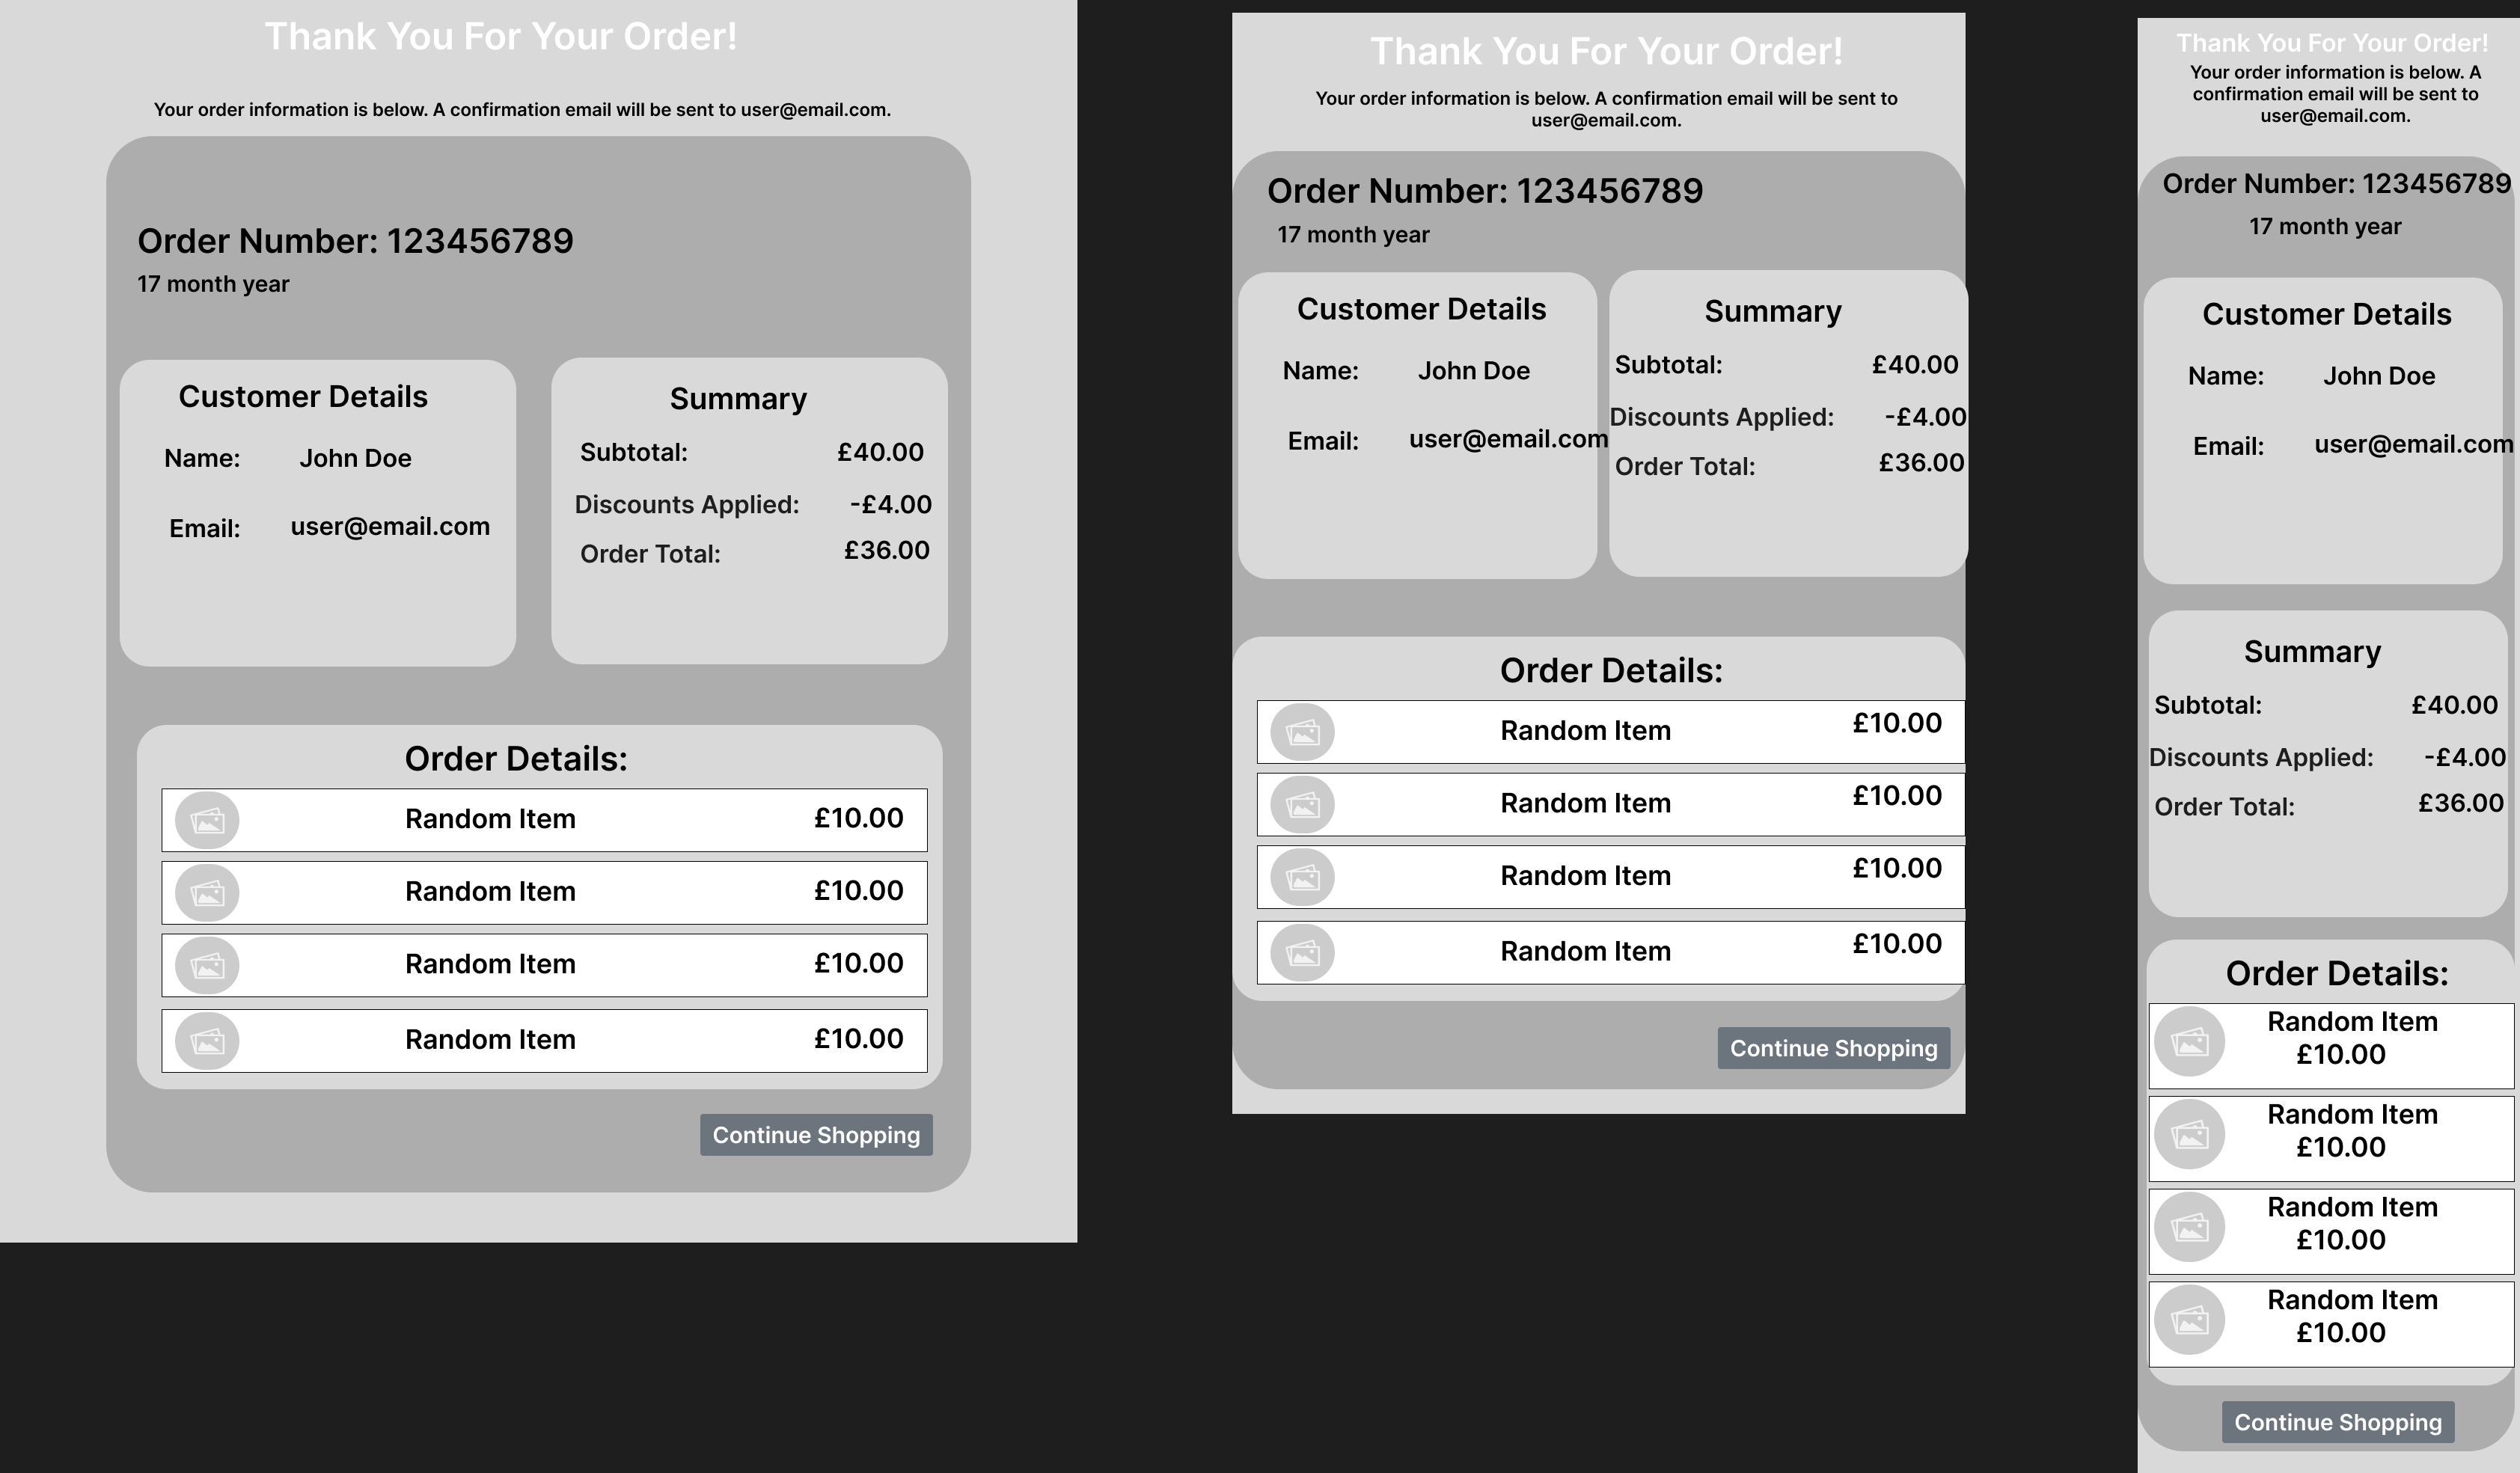 Thank You For Your Order!
Your order information is below. A confirmation email will be sent to user@email.com.
Order Number: 123456789
17 month year
Customer Details
Name: John Doe
Email: user@email.com
Summary
Subtotal: £40.00
Discounts Applied: -£4.00
Order Total: £36.00
Order Details:
Random Item £10.00
Random Item £10.00
Random Item £10.00
Random Item £10.00
Continue Shopping
Thank You For Your Order!
Your order information is below. A confirmation email will be sent to
user@email.com.
Order Number: 123456789
17 month year
Customer Details
Name: John Doe
Email: user@email.com
Summary
Subtotal: £40.00
Discounts Applied: -£4.00
Order Total: £36.00
Order Details:
Random Item £10.00
Random Item £10.00
Random Item £10.00
Random Item £10.00
Continue Shopping
Thank You For Your Order!
Your order information is below. A
confirmation email will be sent to
user@email.com.
Order Number: 123456789
17 month year
Customer Details
Name: John Doe
Email: user@email.com
Summary
Subtotal: £40.00
Discounts Applied: -£4.00
Order Total: £36.00
Order Details:
Random Item
£10.00
Random Item
£10.00
Random Item
£10.00
Random Item
£10.00
Continue Shopping